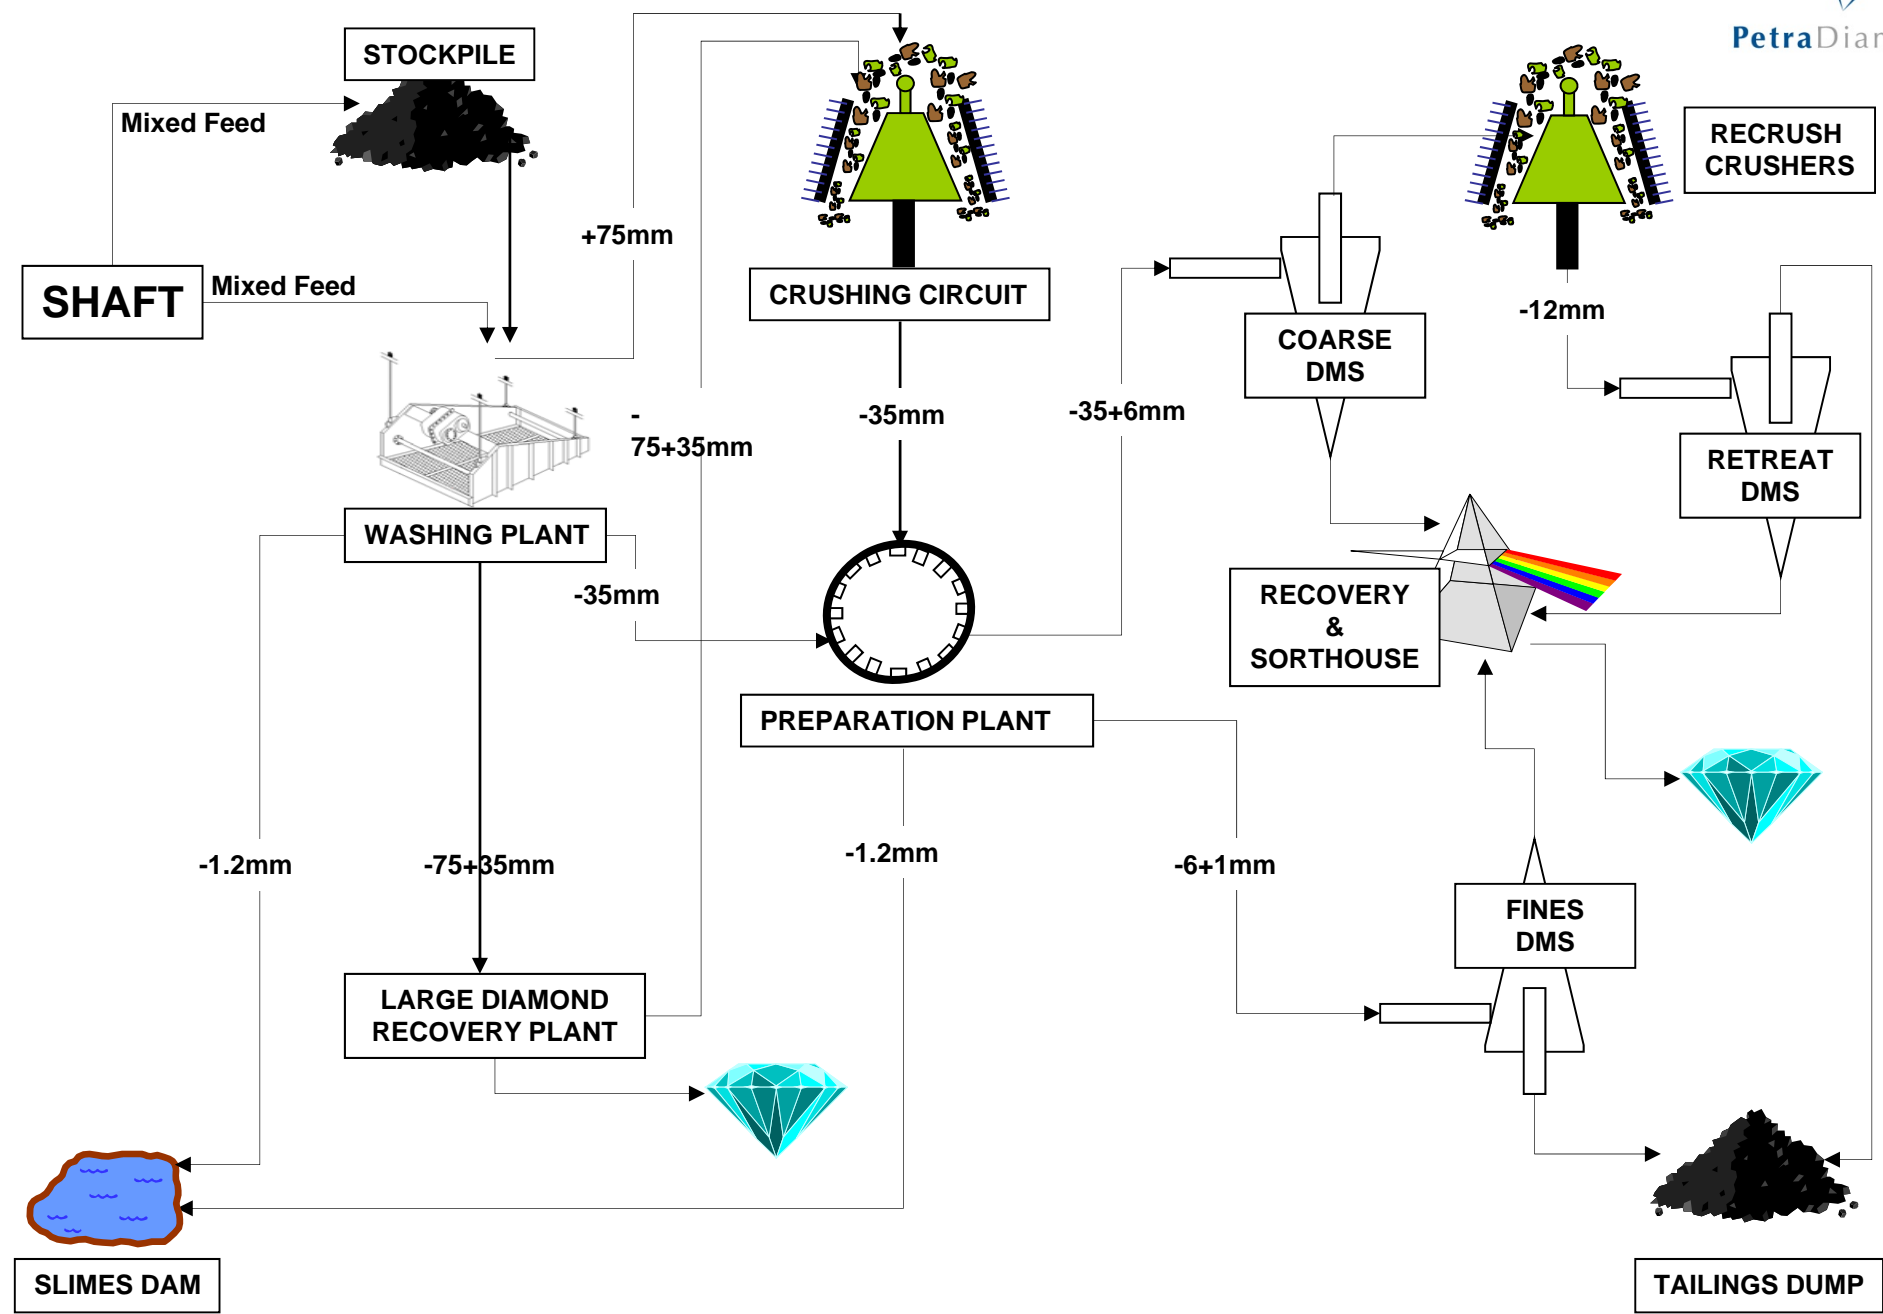 PetraDiam
STOCKPILE
Mixed Feed
RECRUSH
CRUSHERS
+75mm
SHAFT
Mixed Feed
CRUSHING CIRCUIT
-12mm
COARSE
DMS
-
75+35mm
-35mm
-35+6mm
RETREAT
DMS
WASHING PLANT
-35mm
RECOVERY
&
SORTHOUSE
PREPARATION PLANT
-1.2mm
-75+35mm
-1.2mm
-6+1mm
FINES
DMS
LARGE DIAMOND
RECOVERY PLANT
SLIMES DAM
TAILINGS DUMP